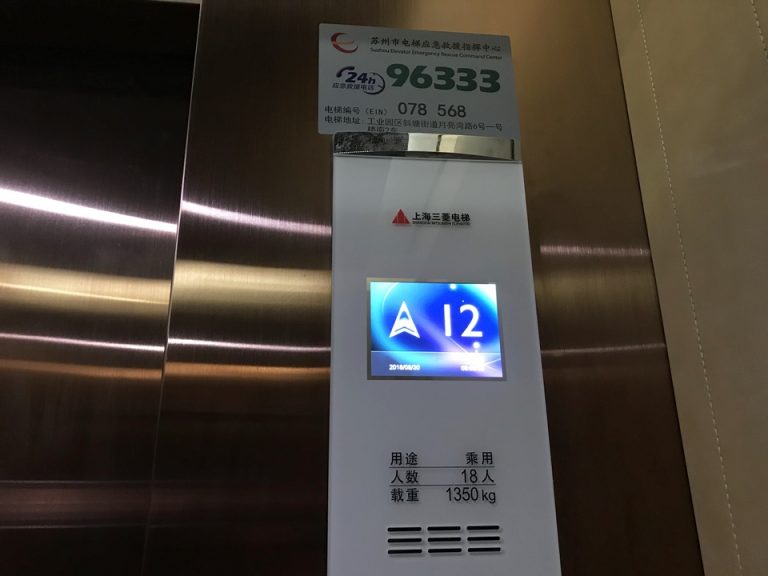 苏州市电梯应急救援指挥中心
Suzhou Elevator Emergency Rescue Command Center
24h 96333
应急救援电话
电梯编号（EIN） 078 568
电梯地址：工业园区斜塘街道月亮湾路6号一号
上海三菱电梯
SHANGHAI MITSUBISHI ELEVATOR
12
2018/08/30
用途 乘用
人数 18人
载重 1350kg